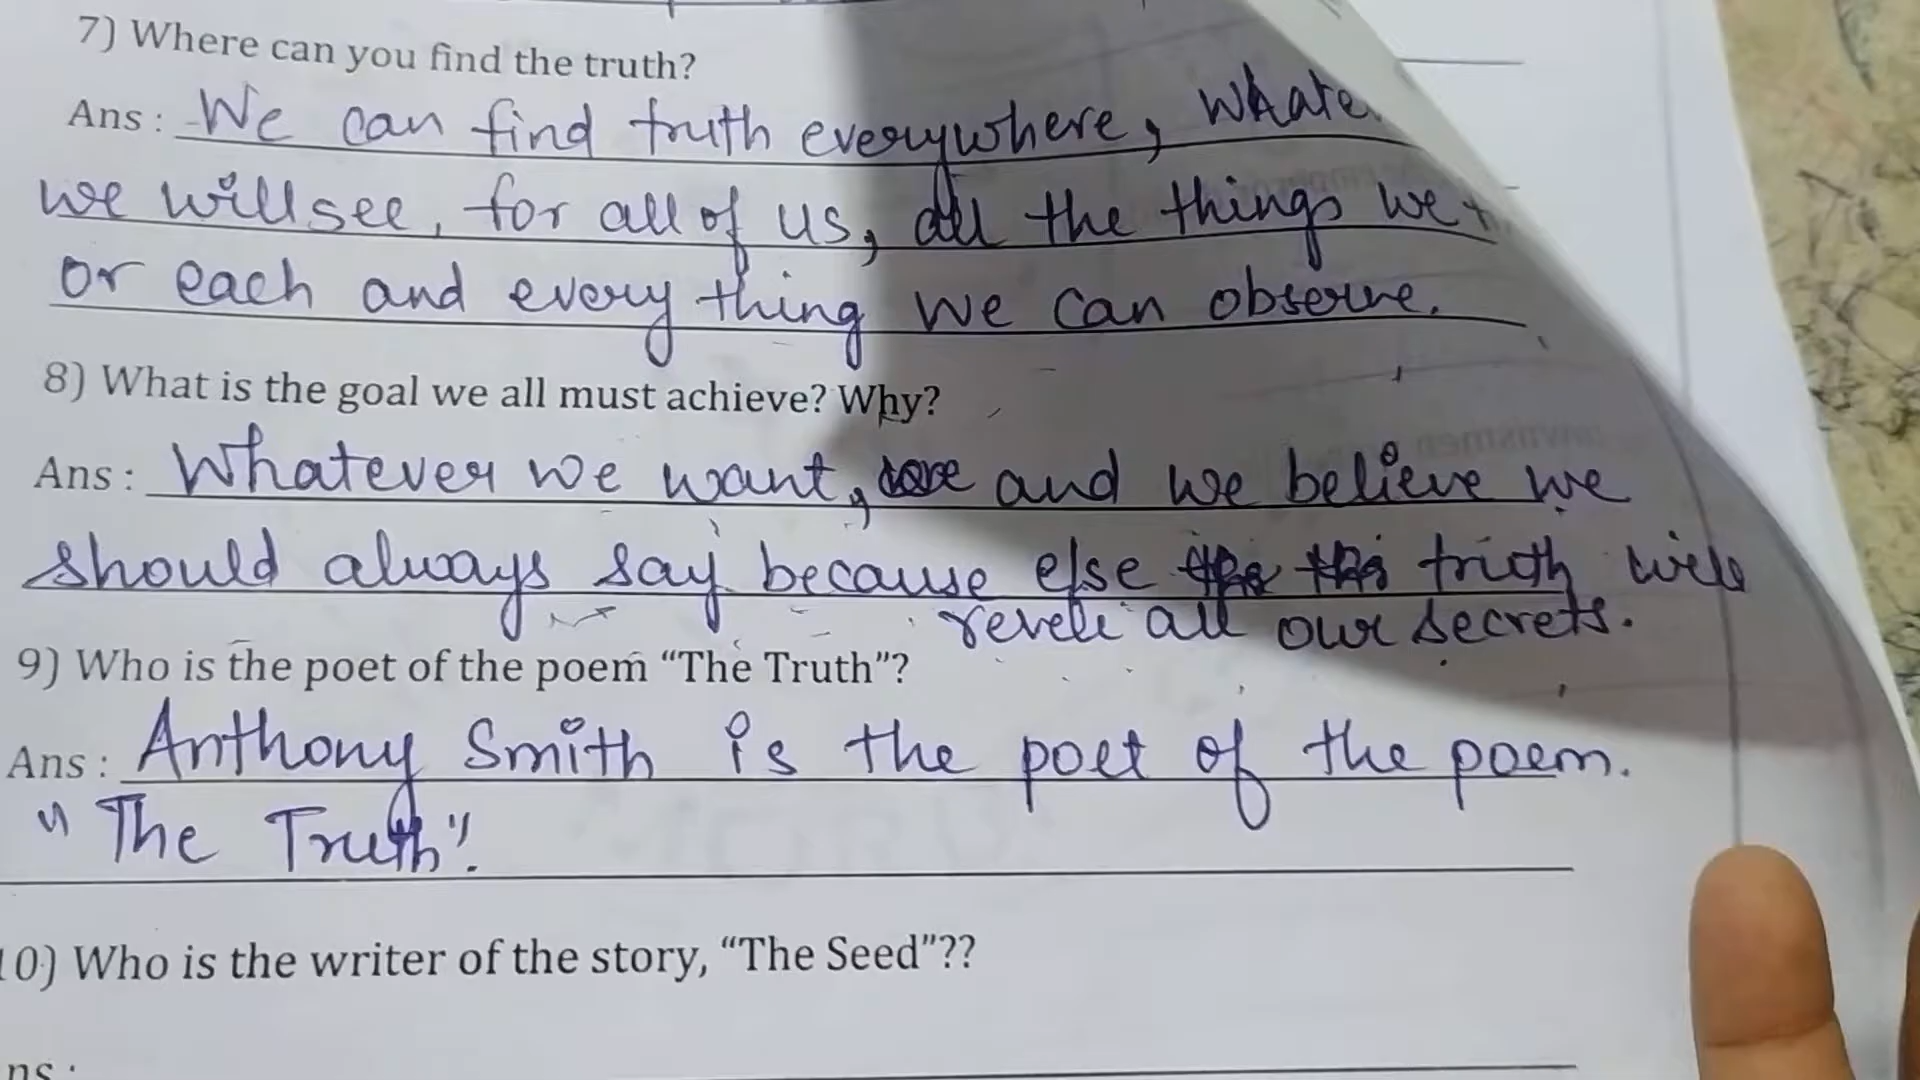 7) Where can you find the truth?
Ans : We can find truth everywhere,
we will see, for all of us, all the things we
or each and every thing we can observe.
8) What is the goal we all must achieve? Why?
Ans : Whatever we want, and we believe we
should always say because else truth will
revele all our secrets.
9) Who is the poet of the poem “The Truth”?
Ans : Anthony Smith is the poet of the poem.
"The Truth".
10) Who is the writer of the story, “The Seed”??